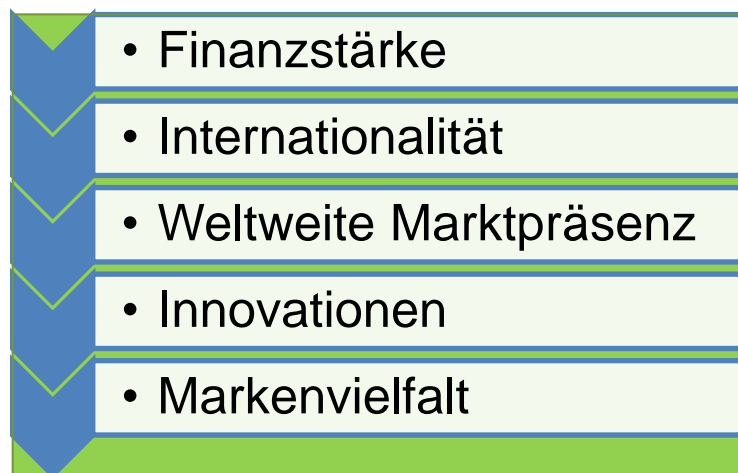 • Finanzstärke
• Internationalität
• Weltweite Marktpräsenz
• Innovationen
• Markenvielfalt